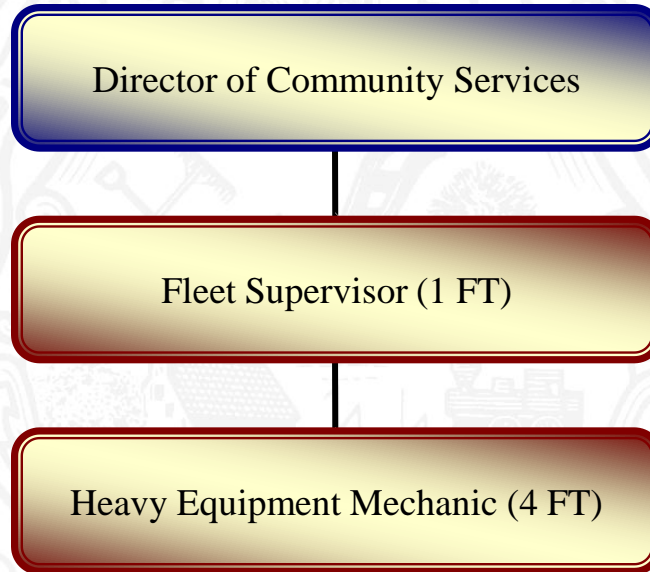 Director of Community Services
Fleet Supervisor (1 FT)
Heavy Equipment Mechanic (4 FT)